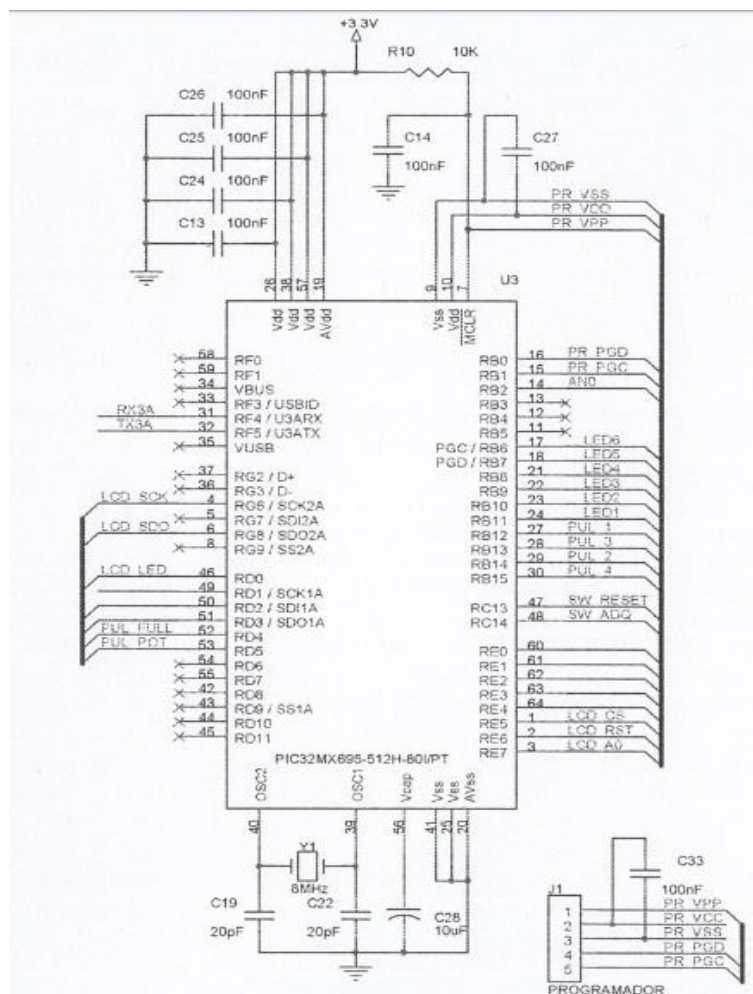 +3.3V
R10 10K
C26 100nF
C25 100nF
C24 100nF
C13 100nF
C14
100nF
C27
100nF
PR VSS
PR VCC
PR VPP
U3
26 38 57 19 9 10 7
Vdd Vdd Vdd AVdd Vss Vdd MCLR
58 RF0
59 RF1
34 VBUS
33 RF3 / USBID
RX3A 31 RF4 / U3ARX
TX3A 32 RF5 / U3ATX
35 VUSB
37 RG2 / D+
36 RG3 / D-
LCD SCK 4 RG6 / SCK2A
5 RG7 / SDI2A
LCD SDO 6 RG8 / SDO2A
8 RG9 / SS2A
LCD LED 46 RD0
49 RD1 / SCK1A
50 RD2 / SDI1A
51 RD3 / SDO1A
PUL FULL 52 RD4
PUL POT 53 RD5
54 RD6
55 RD7
42 RD8
43 RD9 / SS1A
44 RD10
45 RD11
RB0 16 PR PGD
RB1 15 PR PGC
RB2 14 AN0
RB3 13
RB4 12
RB5 11
PGC / RB6 17 LED6
PGD / RB7 18 LED5
RB8 21 LED4
RB9 22 LED3
RB10 23 LED2
RB11 24 LED1
RB12 27 PUL 1
RB13 28 PUL 3
RB14 29 PUL 2
RB15 30 PUL 4
RC13 47 SW RESET
RC14 48 SW ADQ
RE0 60
RE1 61
RE2 62
RE3 63
RE4 64
RE5 1 LCD CS
RE6 2 LCD RST
RE7 3 LCD A0
PIC32MX695-512H-80I/PT
OSC2 OSC1 Vcap Vss Vss AVss
40 39 56 41 25 20
Y1
8MHz
C19
20pF
C22
20pF
C28
10uF
C33
100nF
J1
1 PR VPP
2 PR VCC
3 PR VSS
4 PR PGD
5 PR PGC
PROGRAMADOR